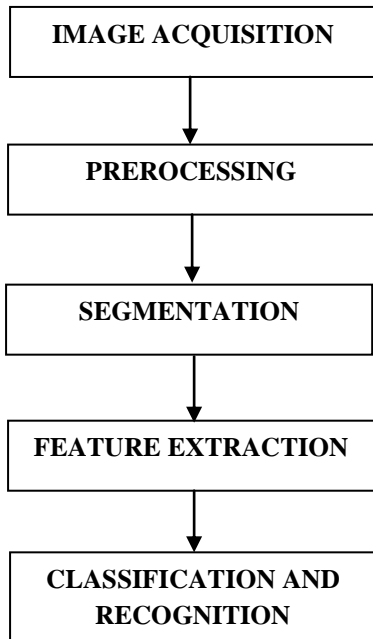 IMAGE ACQUISITION
PREROCESSING
SEGMENTATION
FEATURE EXTRACTION
CLASSIFICATION AND
RECOGNITION